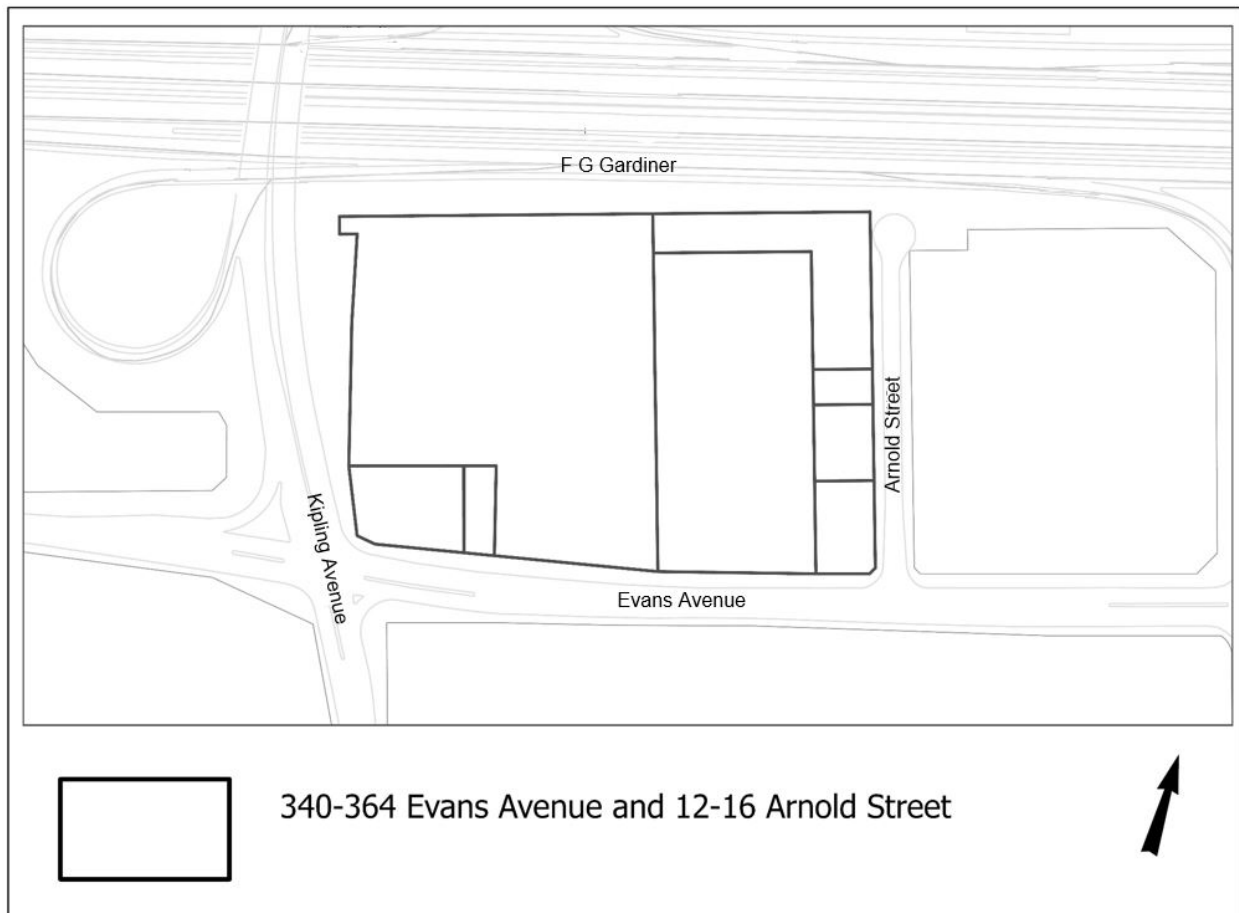 F G Gardiner
Arnold Street
Kipling Avenue
Evans Avenue
340-364 Evans Avenue and 12-16 Arnold Street